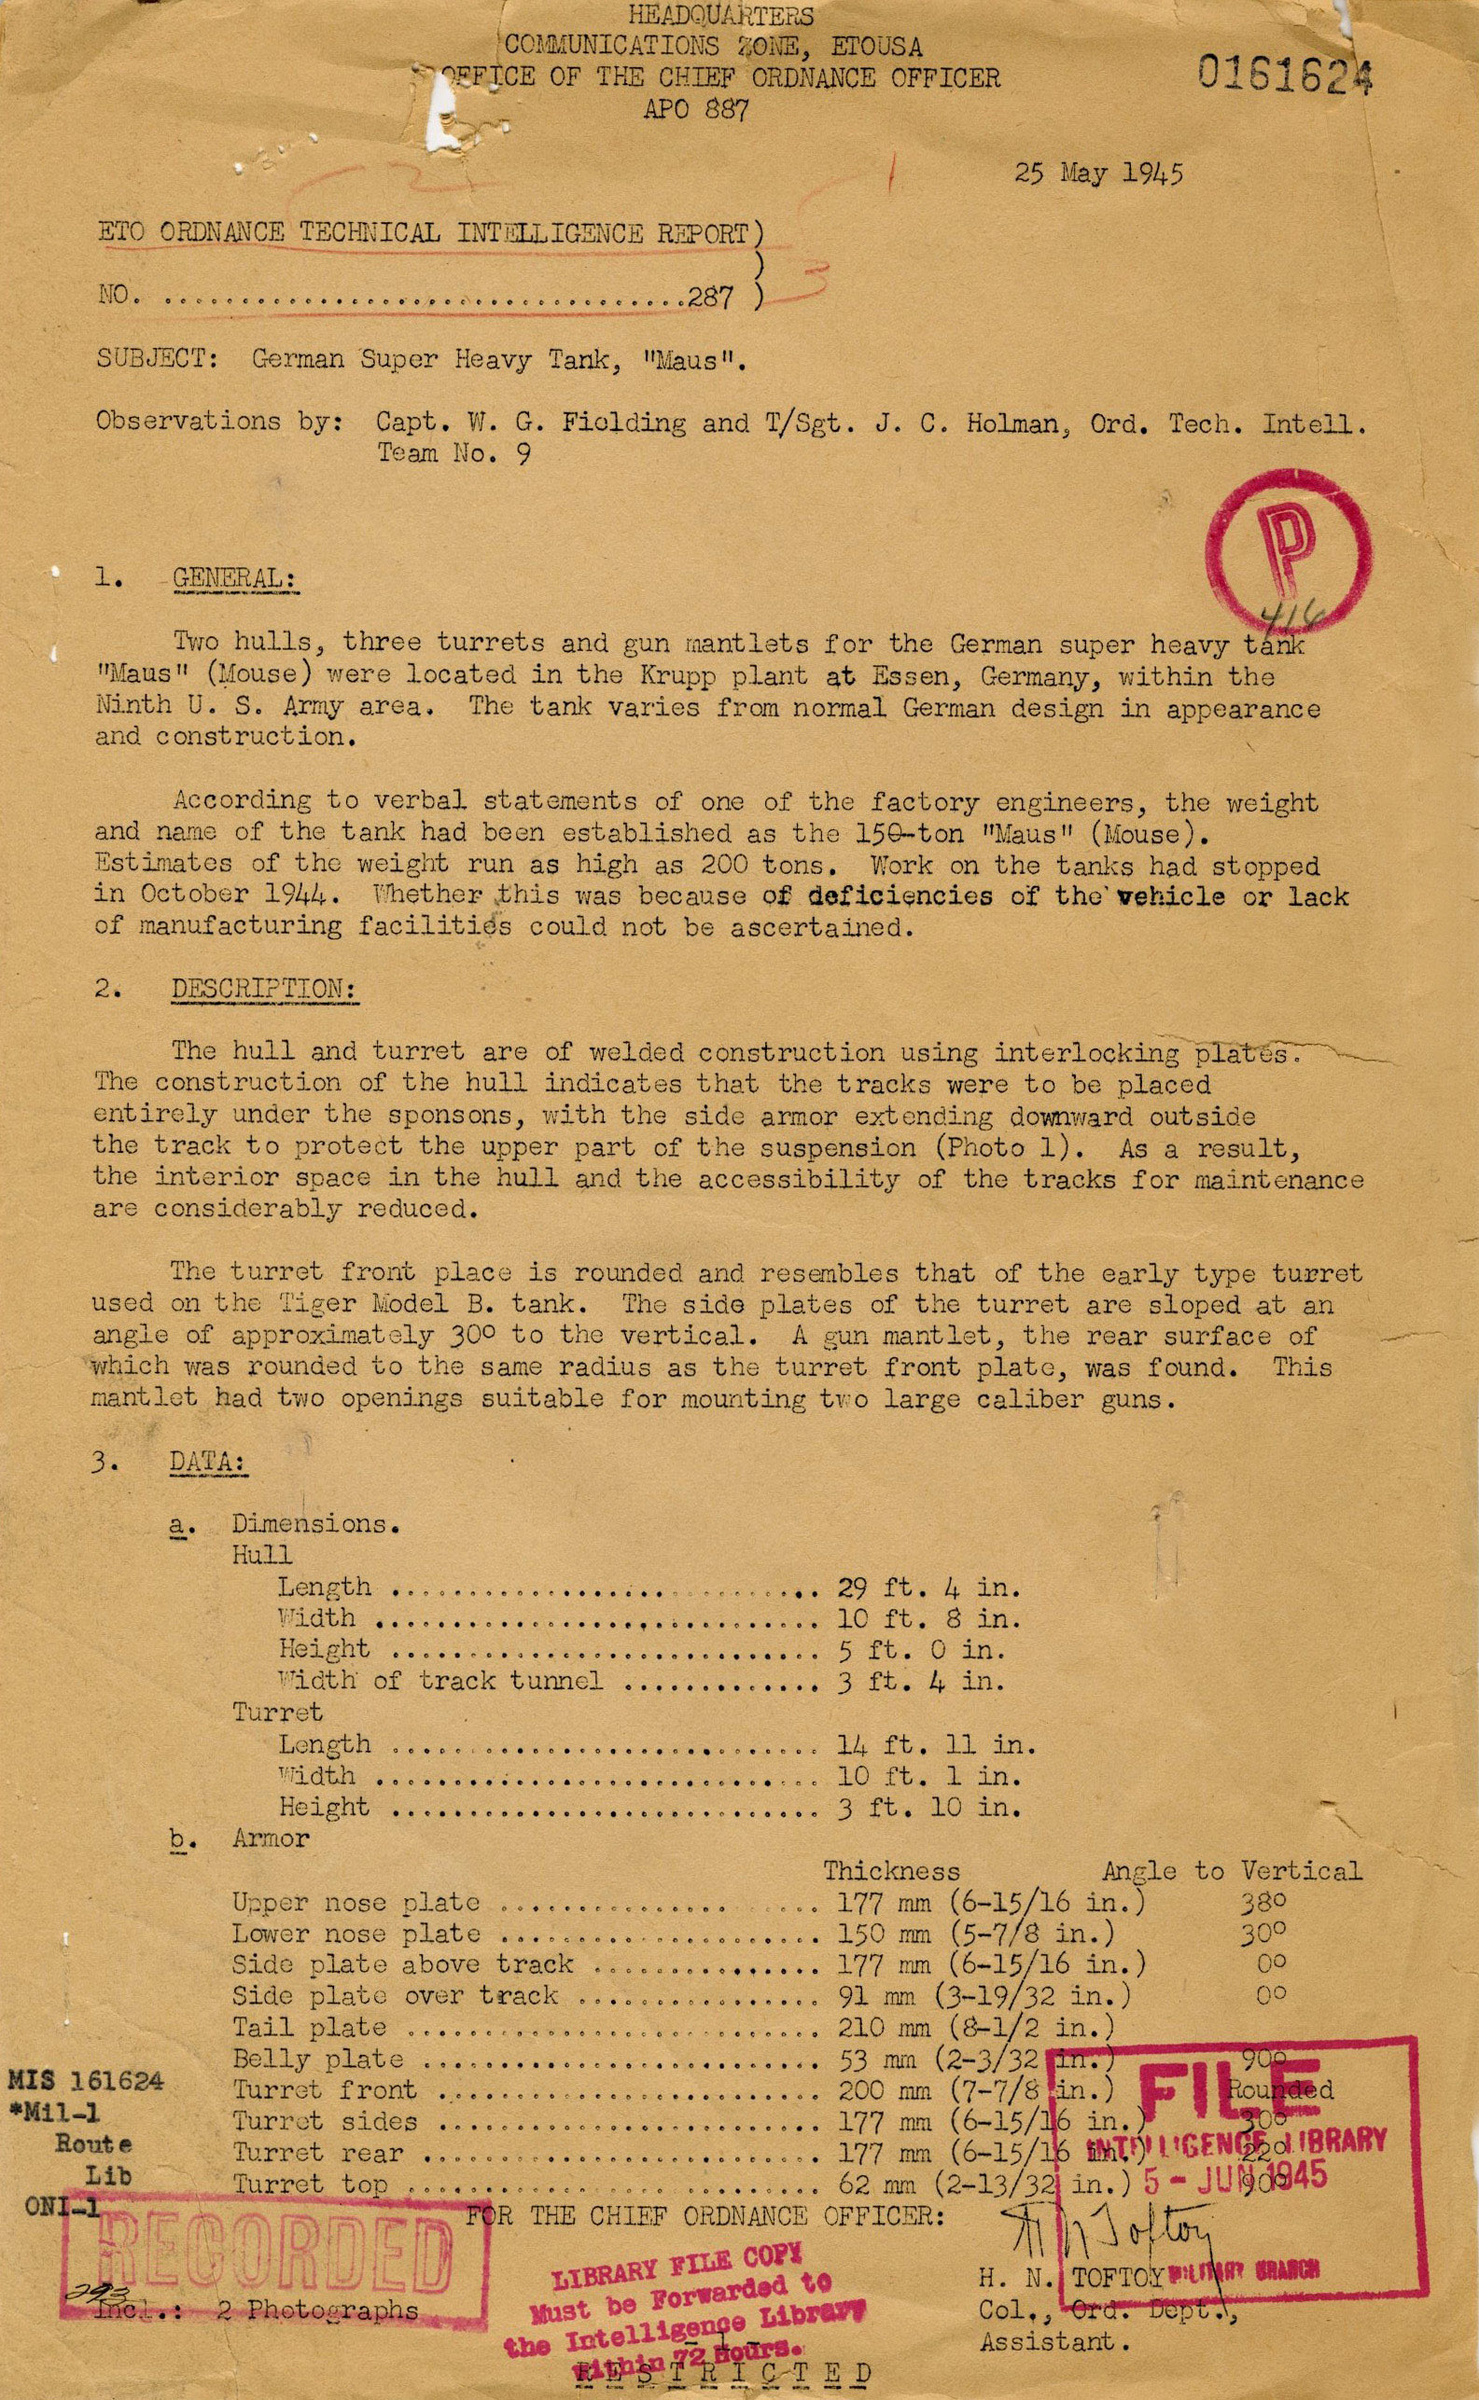 HEADQUARTERS
COMMUNICATIONS ZONE, ETOUSA
OFFICE OF THE CHIEF ORDNANCE OFFICER
APO 887
0161624
25 May 1945
ETO ORDNANCE TECHNICAL INTELLIGENCE REPORT)
)
NO. ..................................287 )
2
1
3
SUBJECT: German Super Heavy Tank, "Maus".
Observations by: Capt. W. G. Fielding and T/Sgt. J. C. Holman, Ord. Tech. Intell.
Team No. 9
P
416
1. GENERAL:
Two hulls, three turrets and gun mantlets for the German super heavy tank
"Maus" (Mouse) were located in the Krupp plant at Essen, Germany, within the
Ninth U. S. Army area. The tank varies from normal German design in appearance
and construction.
According to verbal statements of one of the factory engineers, the weight
and name of the tank had been established as the 150-ton "Maus" (Mouse).
Estimates of the weight run as high as 200 tons. Work on the tanks had stopped
in October 1944. Whether this was because of deficiencies of the vehicle or lack
of manufacturing facilities could not be ascertained.
2. DESCRIPTION:
The hull and turret are of welded construction using interlocking plates.
The construction of the hull indicates that the tracks were to be placed
entirely under the sponsons, with the side armor extending downward outside
the track to protect the upper part of the suspension (Photo 1). As a result,
the interior space in the hull and the accessibility of the tracks for maintenance
are considerably reduced.
The turret front place is rounded and resembles that of the early type turret
used on the Tiger Model B. tank. The side plates of the turret are sloped at an
angle of approximately 30° to the vertical. A gun mantlet, the rear surface of
which was rounded to the same radius as the turret front plate, was found. This
mantlet had two openings suitable for mounting two large caliber guns.
3. DATA:
a. Dimensions.
Hull
Length ............................ 29 ft. 4 in.
Width ............................. 10 ft. 8 in.
Height ............................ 5 ft. 0 in.
Width of track tunnel ............. 3 ft. 4 in.
Turret
Length ............................ 14 ft. 11 in.
Width ............................. 10 ft. 1 in.
Height ............................ 3 ft. 10 in.
b. Armor
Thickness Angle to Vertical
Upper nose plate ..................... 177 mm (6-15/16 in.) 38°
Lower nose plate ..................... 150 mm (5-7/8 in.) 30°
Side plate above track ............... 177 mm (6-15/16 in.) 0°
Side plate over track ................ 91 mm (3-19/32 in.) 0°
Tail plate ........................... 210 mm (8-1/2 in.)
Belly plate .......................... 53 mm (2-3/32 in.) 90°
Turret front ......................... 200 mm (7-7/8 in.) Rounded
Turret sides ......................... 177 mm (6-15/16 in.) 30°
Turret rear .......................... 177 mm (6-15/16 in.) 22°
Turret top ........................... 62 mm (2-13/32 in.) 90°
MIS 161624
*Mil-1
Route
Lib
ONI-1
FILE
INTELLIGENCE LIBRARY
5 - JUN 1945
MILITARY BRANCH
FOR THE CHIEF ORDNANCE OFFICER:
H N Toftoy
H. N. TOFTOY
Col., Ord. Dept.,
Assistant.
RECORDED
293
Incl.: 2 Photographs
LIBRARY FILE COPY
Must be Forwarded to
the Intelligence Library
within 72 Hours.
- 1 -
RESTRICTED